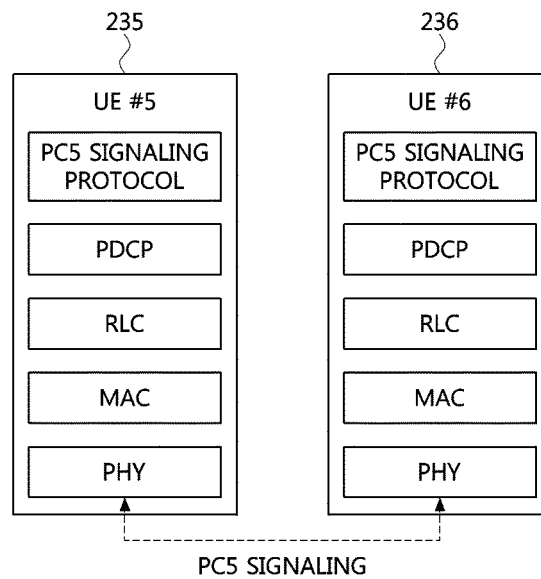 235
236
UE #5
UE #6
PC5 SIGNALING
PROTOCOL
PC5 SIGNALING
PROTOCOL
PDCP
PDCP
RLC
RLC
MAC
MAC
PHY
PHY
PC5 SIGNALING